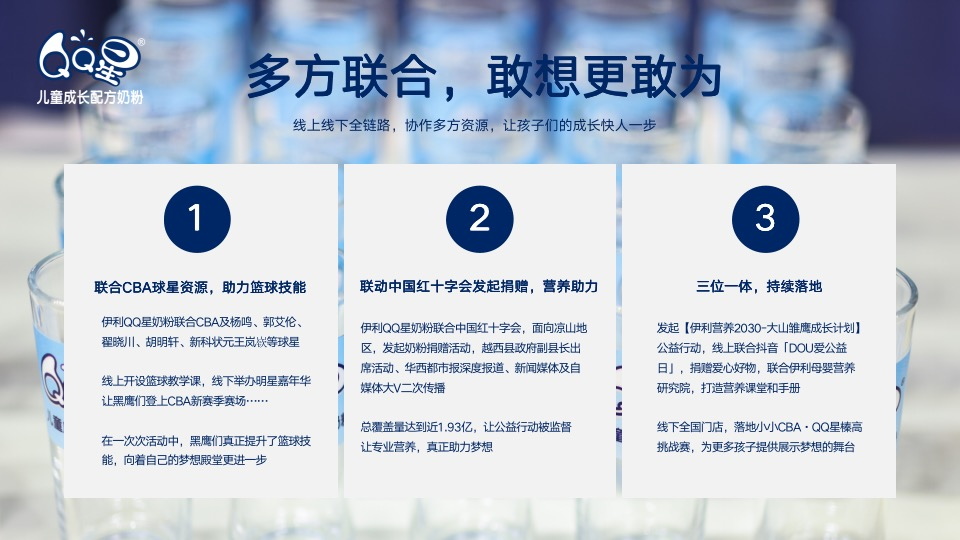 QQ星®
儿童成长配方奶粉
多方联合，敢想更敢为
线上线下全链路，协作多方资源，让孩子们的成长快人一步
1
联合CBA球星资源，助力篮球技能
伊利QQ星奶粉联合CBA及杨鸣、郭艾伦、
翟晓川、胡明轩、新科状元王岚嵚等球星
线上开设篮球教学课，线下举办明星嘉年华
让黑鹰们登上CBA新赛季赛场……
在一次次活动中，黑鹰们真正提升了篮球技
能，向着自己的梦想殿堂更进一步
2
联动中国红十字会发起捐赠，营养助力
伊利QQ星奶粉联合中国红十字会，面向凉山地
区，发起奶粉捐赠活动，越西县政府副县长出
席活动、华西都市报深度报道、新闻媒体及自
媒体大V二次传播
总覆盖量达到近1.93亿，让公益行动被监督
让专业营养，真正助力梦想
3
三位一体，持续落地
发起【伊利营养2030-大山雏鹰成长计划】
公益行动，线上联合抖音「DOU爱公益
日」，捐赠爱心好物，联合伊利母婴营养
研究院，打造营养课堂和手册
线下全国门店，落地小小CBA·QQ星榛高
挑战赛，为更多孩子提供展示梦想的舞台